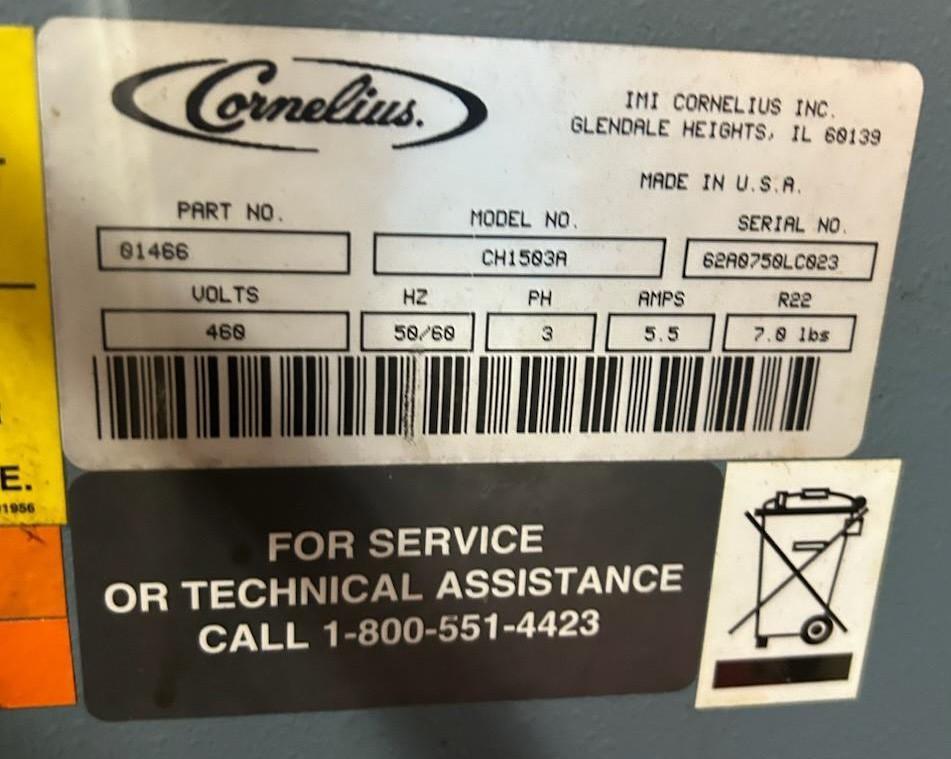 Cornelius.
IMI CORNELIUS INC.
GLENDALE HEIGHTS, IL 60139
MADE IN U.S.A.
PART NO. MODEL NO. SERIAL NO.
01466 CH1503A 62A0750LC023
VOLTS HZ PH AMPS R22
460 50/60 3 5.5 7.0 lbs
E.
1956
FOR SERVICE
OR TECHNICAL ASSISTANCE
CALL 1-800-551-4423